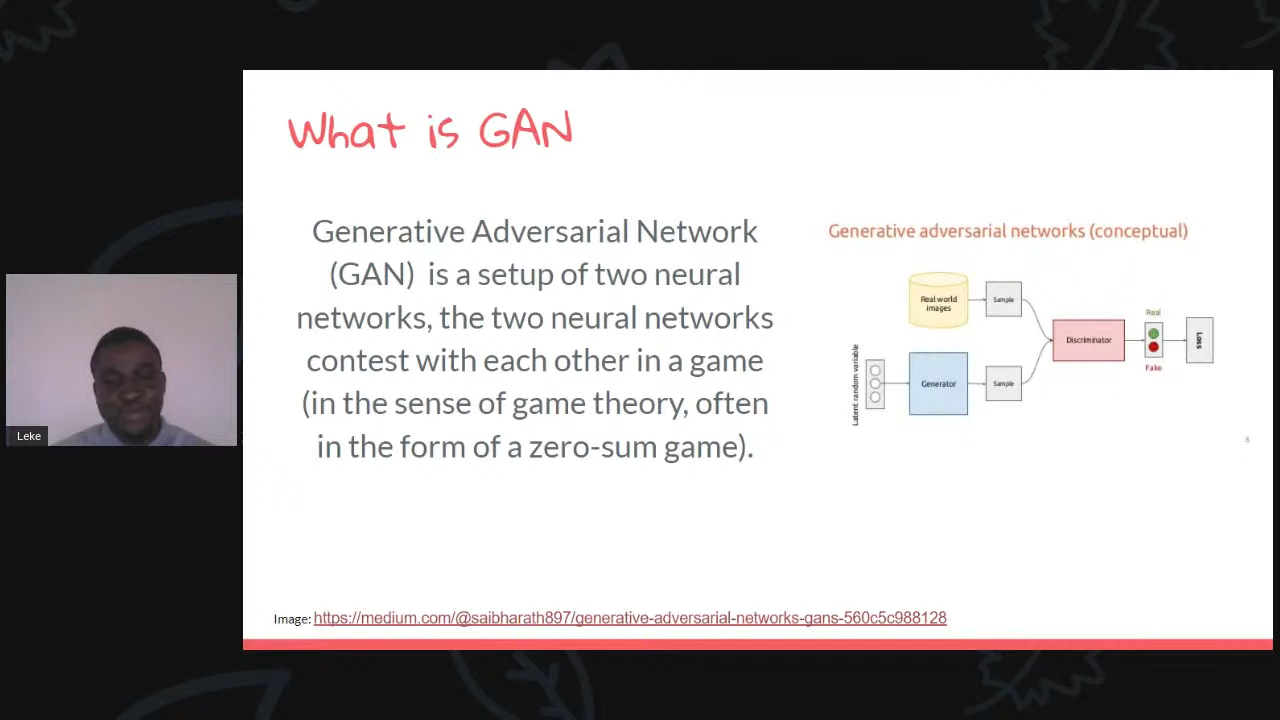 What is GAN
Generative Adversarial Network
(GAN) is a setup of two neural
networks, the two neural networks
contest with each other in a game
(in the sense of game theory, often
in the form of a zero-sum game).
Generative adversarial networks (conceptual)
Real world
images
Sample
Latent random variable
Generator
Sample
Discriminator
Real
Fake
Loss
6
Leke
Image: https://medium.com/@saibharath897/generative-adversarial-networks-gans-560c5c988128